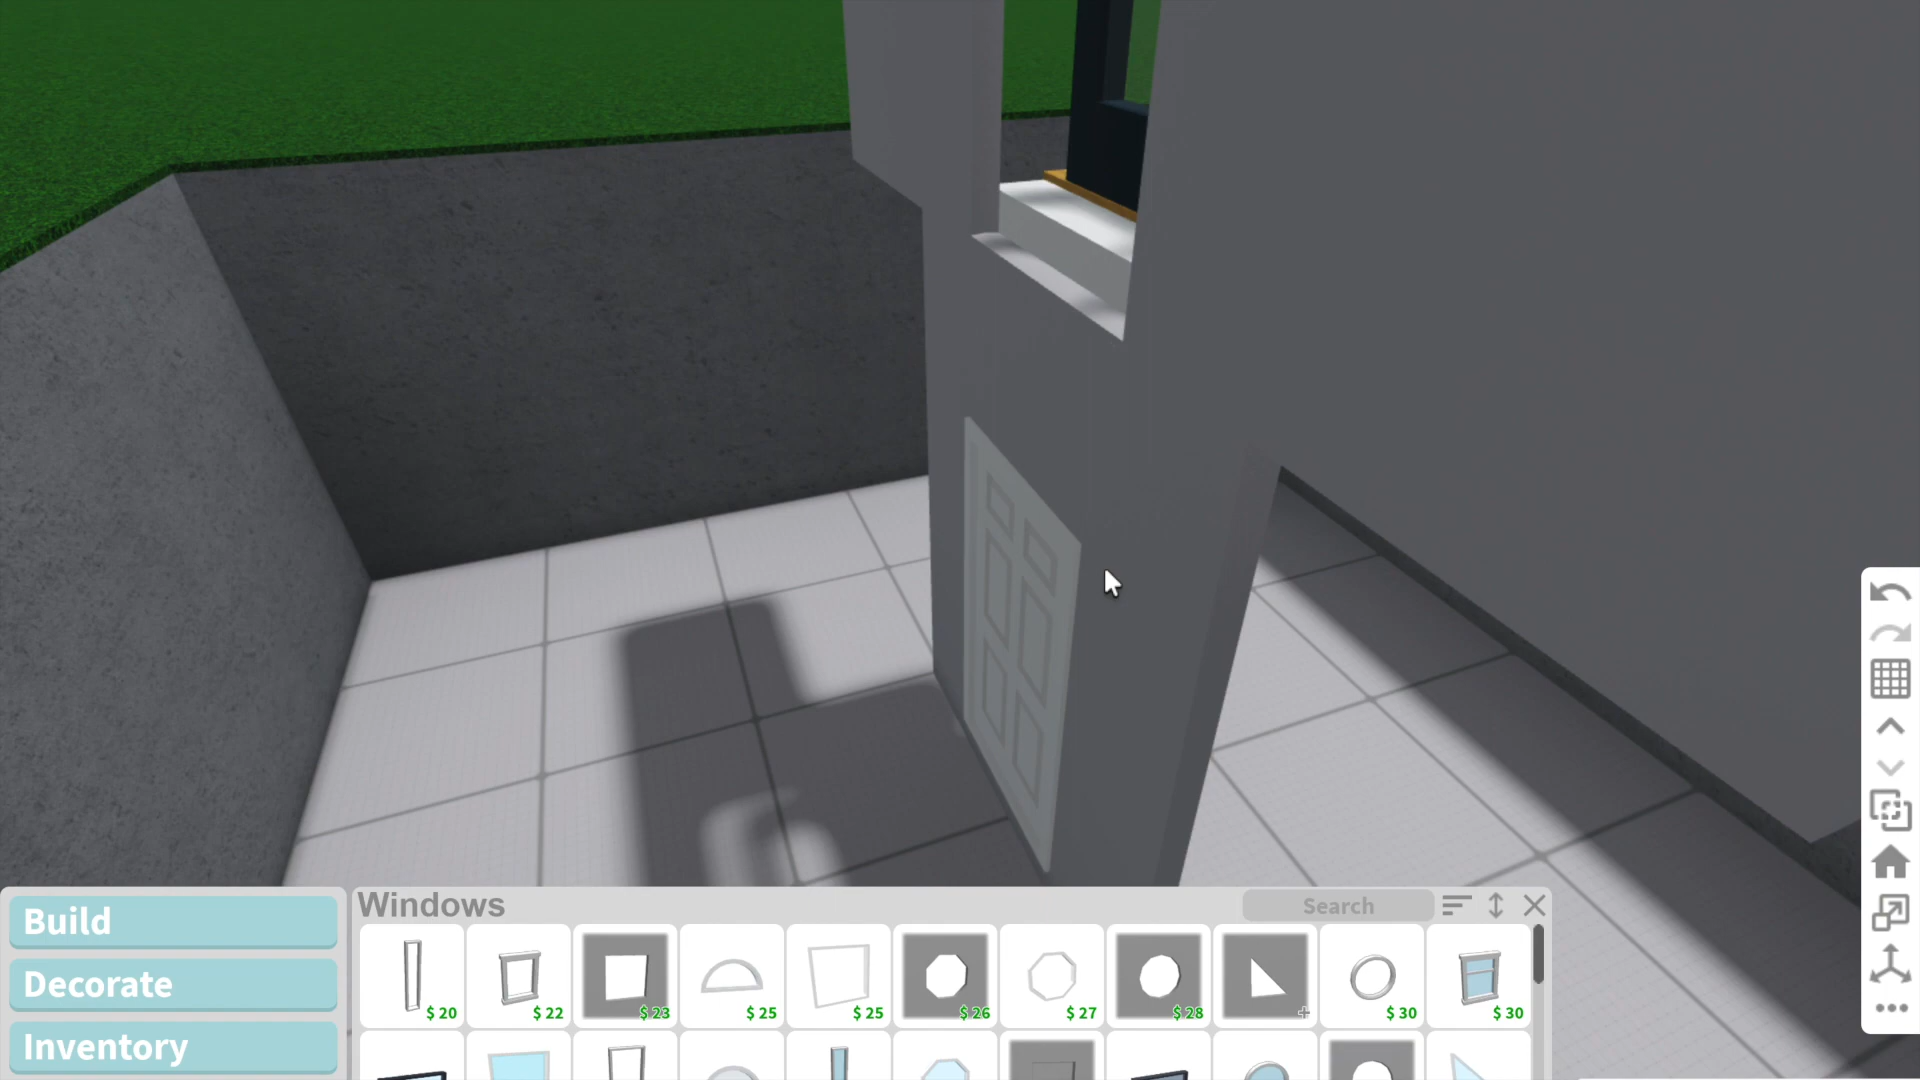 Build
Decorate
Inventory
Windows
Search
$ 20
$ 22
$ 23
$ 25
$ 25
$ 26
$ 27
$ 28
+
$ 30
$ 30